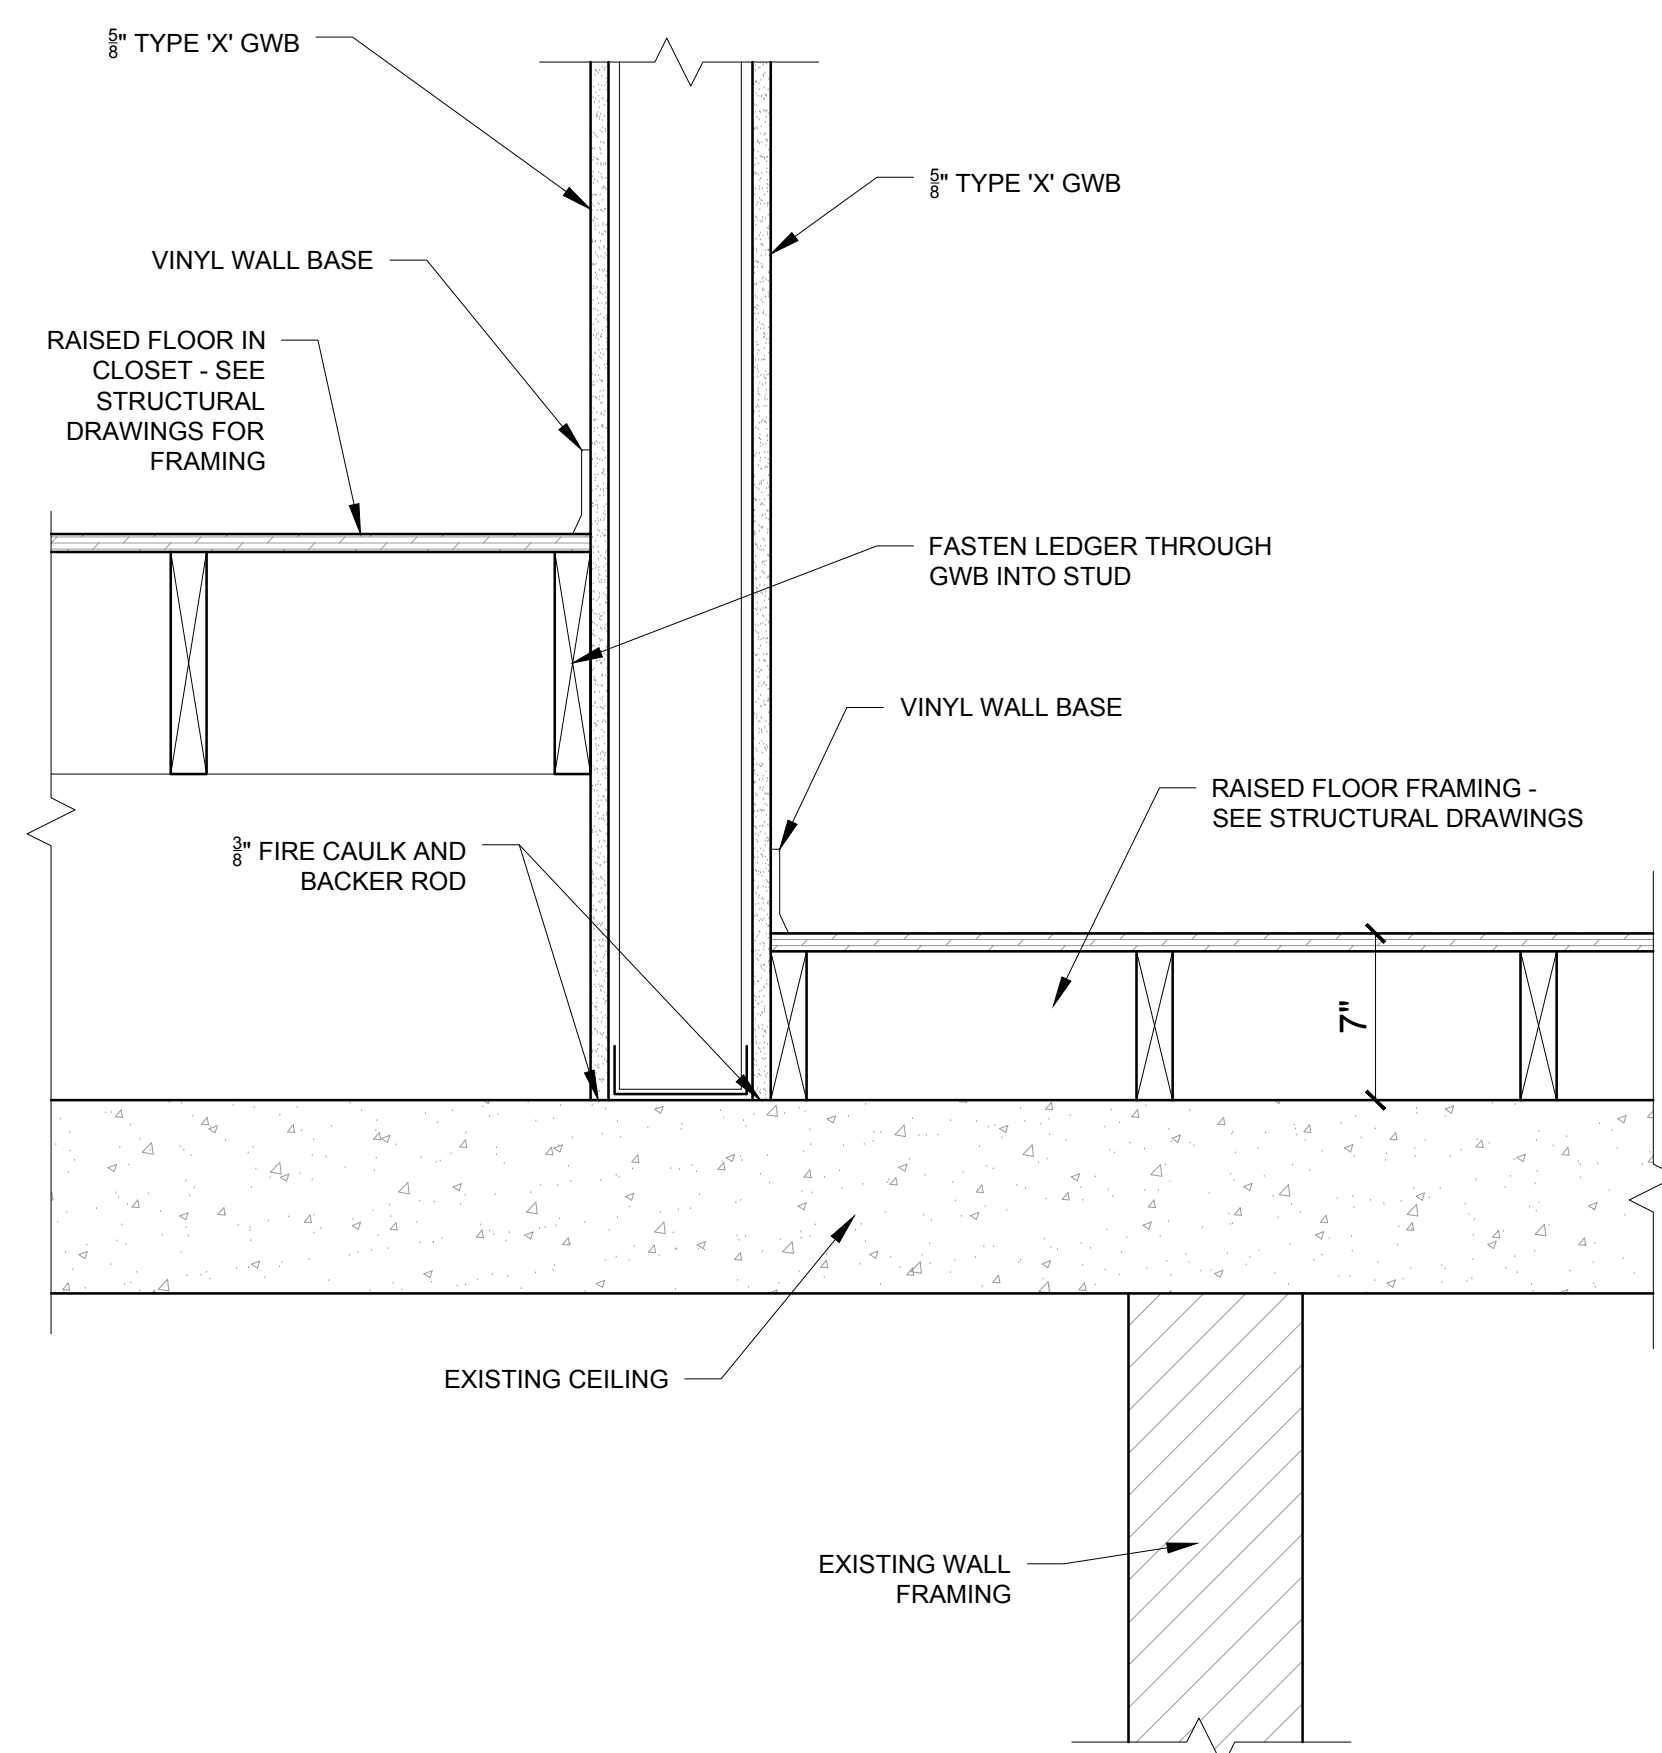 ⅝" TYPE 'X' GWB
⅝" TYPE 'X' GWB
VINYL WALL BASE
RAISED FLOOR IN
CLOSET - SEE
STRUCTURAL
DRAWINGS FOR
FRAMING
FASTEN LEDGER THROUGH
GWB INTO STUD
VINYL WALL BASE
RAISED FLOOR FRAMING -
SEE STRUCTURAL DRAWINGS
⅜" FIRE CAULK AND
BACKER ROD
7"
EXISTING CEILING
EXISTING WALL
FRAMING